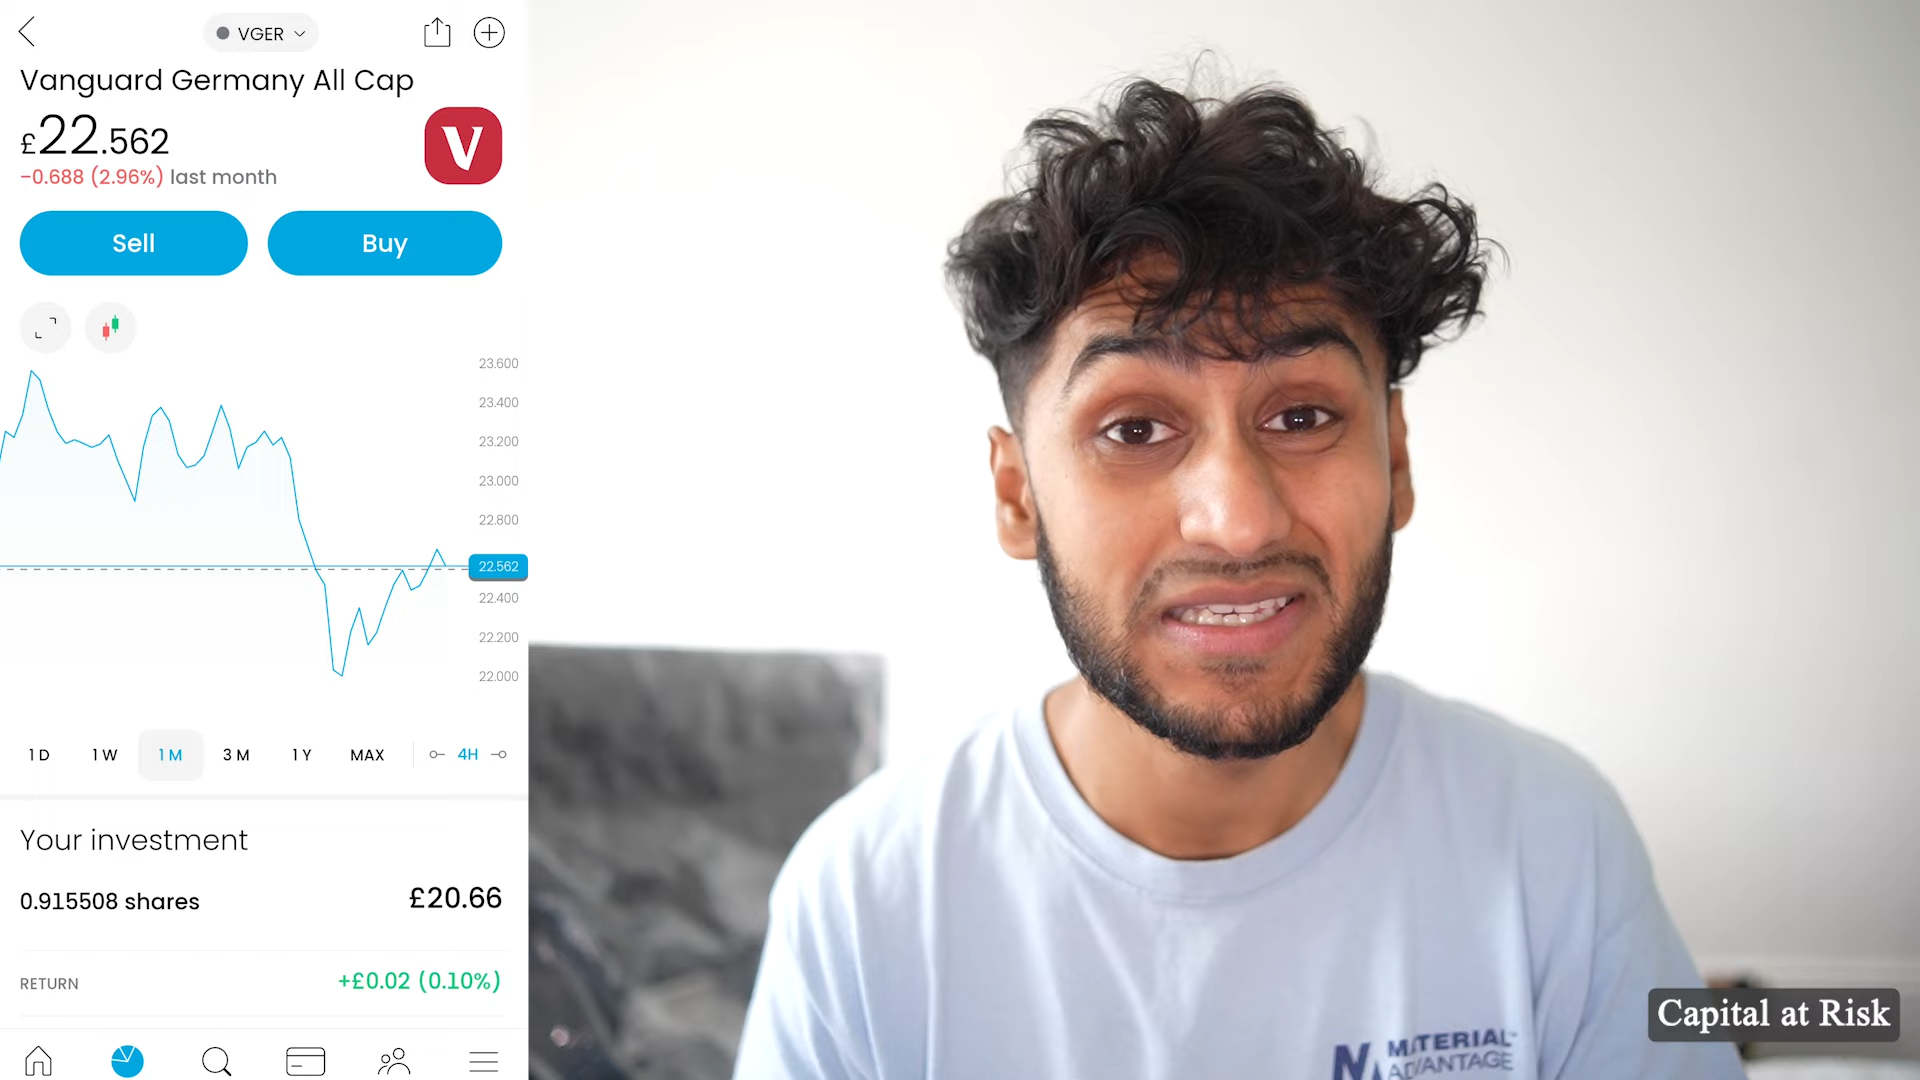 VGER
Vanguard Germany All Cap
£22.562
−0.688 (2.96%) last month
V
Sell
Buy
23.600
23.400
23.200
23.000
22.800
22.562
22.400
22.200
22.000
1 D
1 W
1 M
3 M
1 Y
MAX
4H
Your investment
0.915508 shares
£20.66
RETURN
+£0.02 (0.10%)
Capital at Risk
MATERIAL
ADVANTAGE